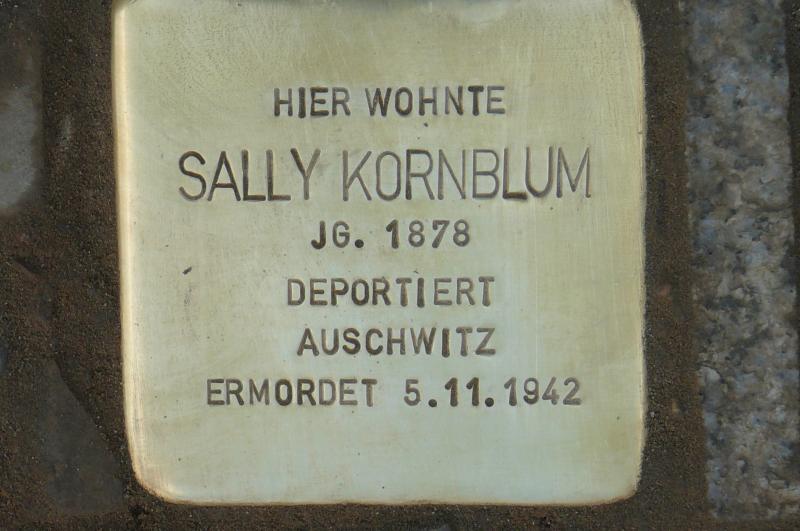 HIER WOHNTE
SALLY KORNBLUM
JG. 1878
DEPORTIERT
AUSCHWITZ
ERMORDET 5.11.1942